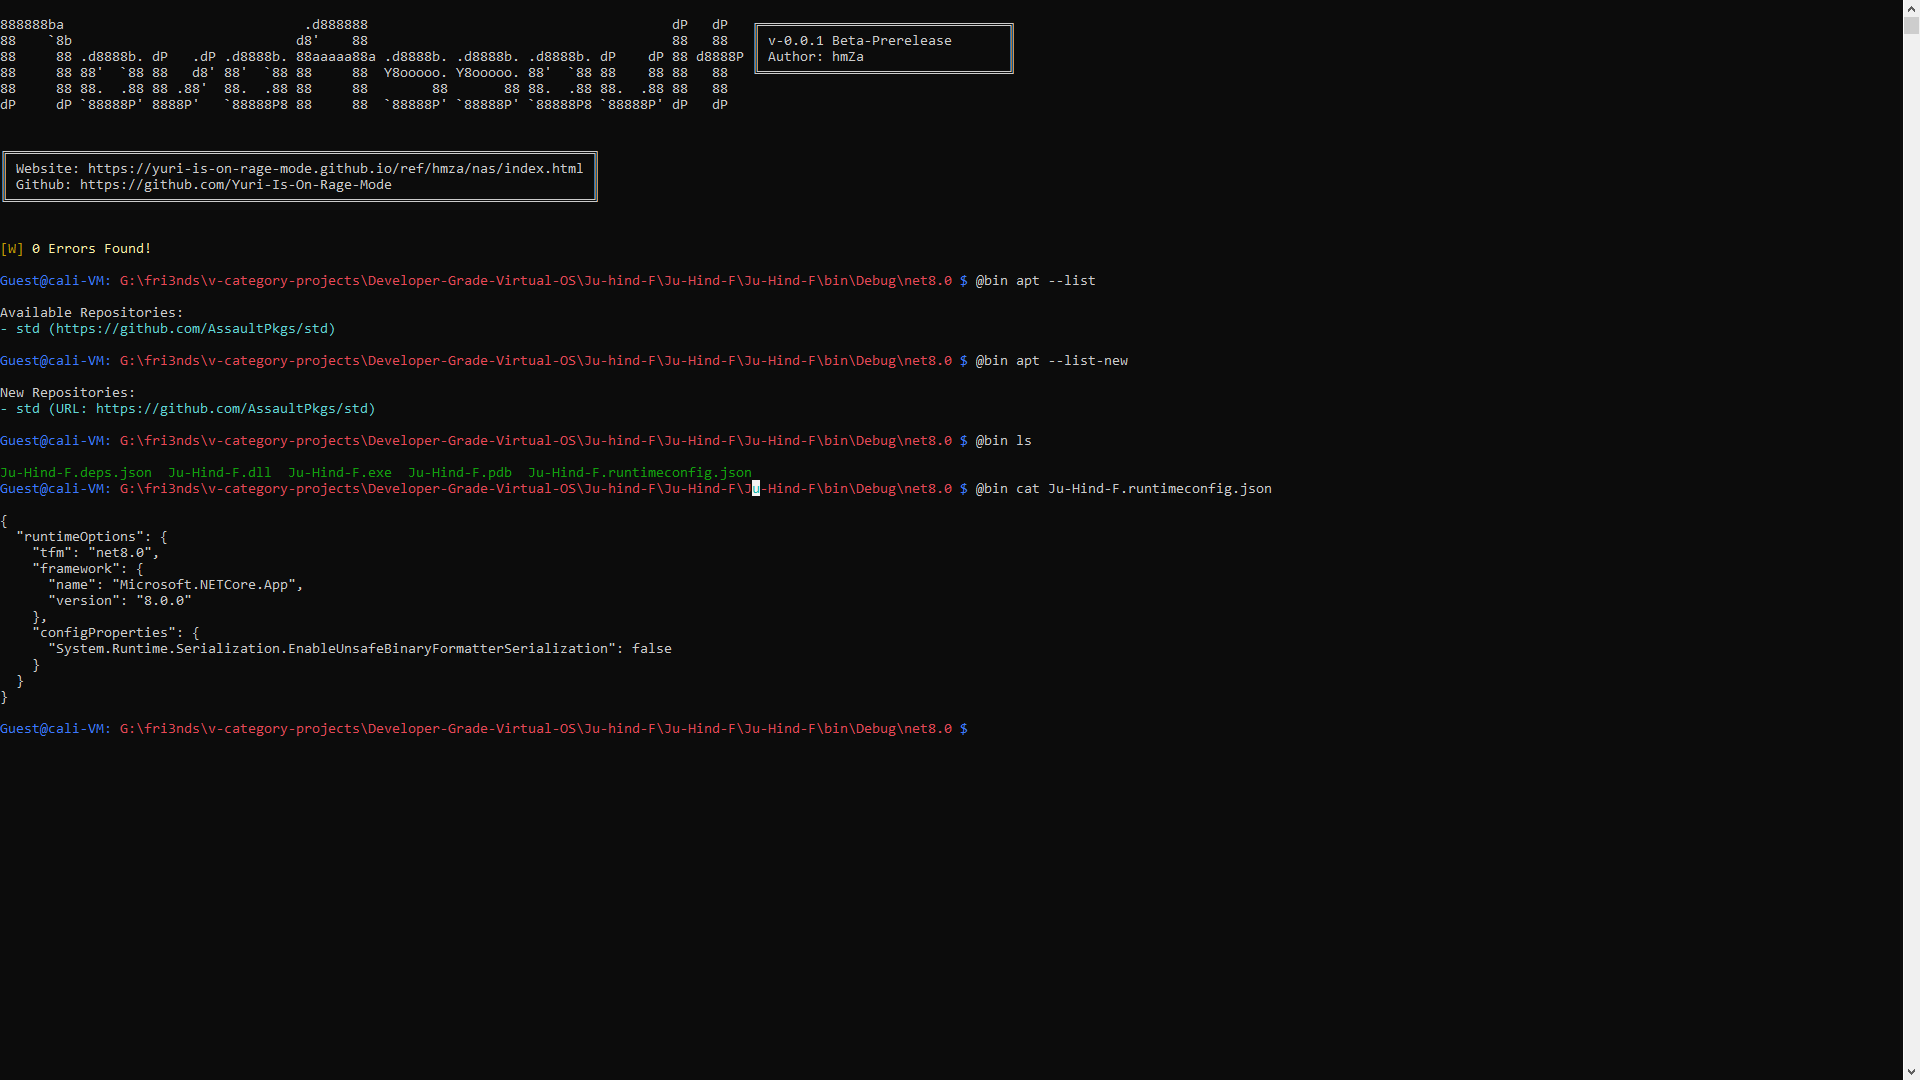 888888ba                              .d888888                                      dP   dP
88    `8b                            d8'    88                                      88   88
88     88 .d8888b. dP   .dP .d8888b. 88aaaaa88a .d8888b. .d8888b. .d8888b. dP    dP 88 d8888P
88     88 88'  `88 88   d8' 88'  `88 88     88  Y8ooooo. Y8ooooo. 88'  `88 88    88 88   88
88     88 88.  .88 88 .88'  88.  .88 88     88        88       88 88.  .88 88.  .88 88   88
dP     dP `88888P' 8888P'   `88888P8 88     88  `88888P' `88888P' `88888P8 `88888P' dP   dP
v-0.0.1 Beta-Prerelease
Author: hmZa
Website: https://yuri-is-on-rage-mode.github.io/ref/hmza/nas/index.html
Github: https://github.com/Yuri-Is-On-Rage-Mode
[W] 0 Errors Found!
Guest@cali-VM: G:\fri3nds\v-category-projects\Developer-Grade-Virtual-OS\Ju-hind-F\Ju-Hind-F\Ju-Hind-F\bin\Debug\net8.0 $ @bin apt --list
Available Repositories:
- std (https://github.com/AssaultPkgs/std)
Guest@cali-VM: G:\fri3nds\v-category-projects\Developer-Grade-Virtual-OS\Ju-hind-F\Ju-Hind-F\Ju-Hind-F\bin\Debug\net8.0 $ @bin apt --list-new
New Repositories:
- std (URL: https://github.com/AssaultPkgs/std)
Guest@cali-VM: G:\fri3nds\v-category-projects\Developer-Grade-Virtual-OS\Ju-hind-F\Ju-Hind-F\Ju-Hind-F\bin\Debug\net8.0 $ @bin ls
Ju-Hind-F.deps.json  Ju-Hind-F.dll  Ju-Hind-F.exe  Ju-Hind-F.pdb  Ju-Hind-F.runtimeconfig.json
Guest@cali-VM: G:\fri3nds\v-category-projects\Developer-Grade-Virtual-OS\Ju-hind-F\Ju-Hind-F\Ju-Hind-F\bin\Debug\net8.0 $ @bin cat Ju-Hind-F.runtimeconfig.json
{
  "runtimeOptions": {
    "tfm": "net8.0",
    "framework": {
      "name": "Microsoft.NETCore.App",
      "version": "8.0.0"
    },
    "configProperties": {
      "System.Runtime.Serialization.EnableUnsafeBinaryFormatterSerialization": false
    }
  }
}
Guest@cali-VM: G:\fri3nds\v-category-projects\Developer-Grade-Virtual-OS\Ju-hind-F\Ju-Hind-F\Ju-Hind-F\bin\Debug\net8.0 $